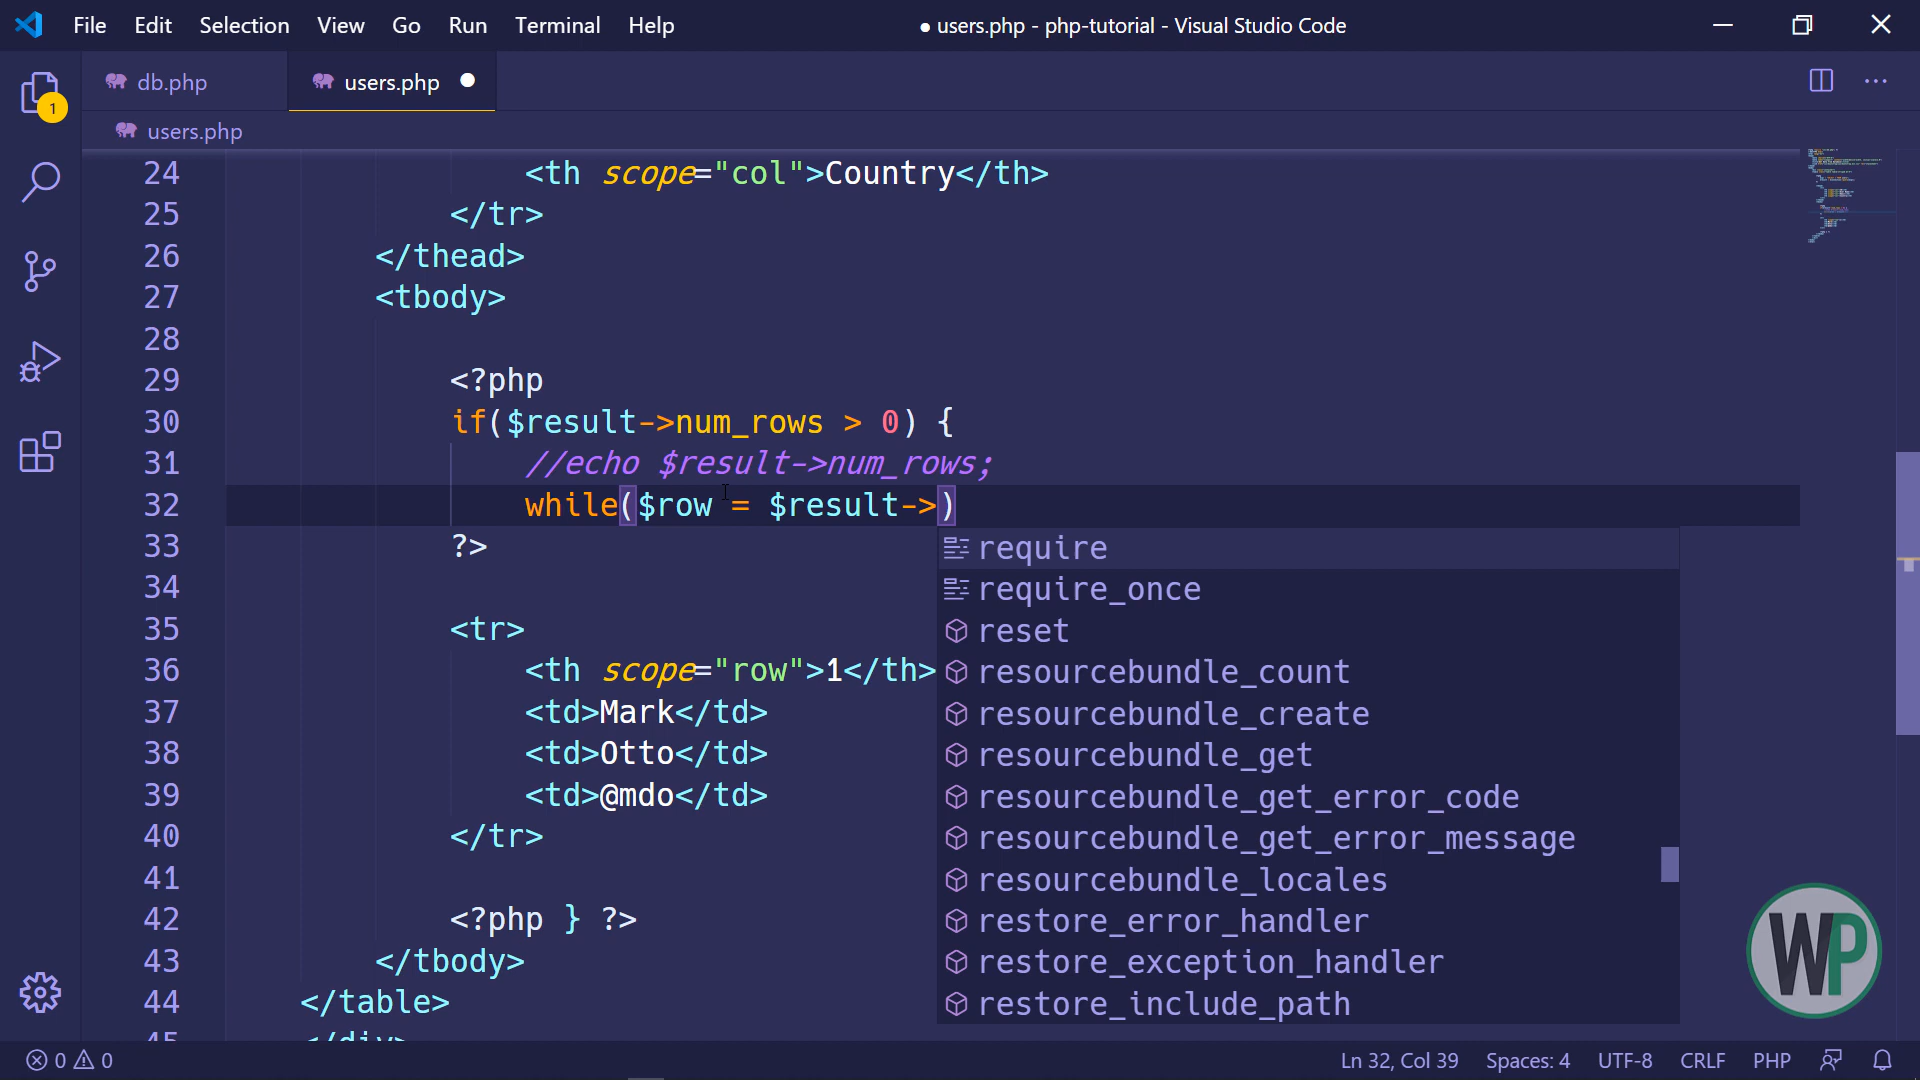 File Edit Selection View Go Run Terminal Help ● users.php - php-tutorial - Visual Studio Code
db.php users.php
1
users.php
24 <th scope="col">Country</th>
25 </tr>
26 </thead>
27 <tbody>
28
29 <?php
30 if($result->num_rows > 0) {
31 //echo $result->num_rows;
32 while($row = $result->)
33 ?>
require
34
require_once
35 <tr>
reset
36 <th scope="row">1</th>
resourcebundle_count
37 <td>Mark</td>
resourcebundle_create
38 <td>Otto</td>
resourcebundle_get
39 <td>@mdo</td>
resourcebundle_get_error_code
40 </tr>
resourcebundle_get_error_message
41
resourcebundle_locales
42 <?php } ?>
restore_error_handler
43 </tbody>
restore_exception_handler
44 </table>
restore_include_path
45 </div>
WP
0 0 Ln 32, Col 39 Spaces: 4 UTF-8 CRLF PHP